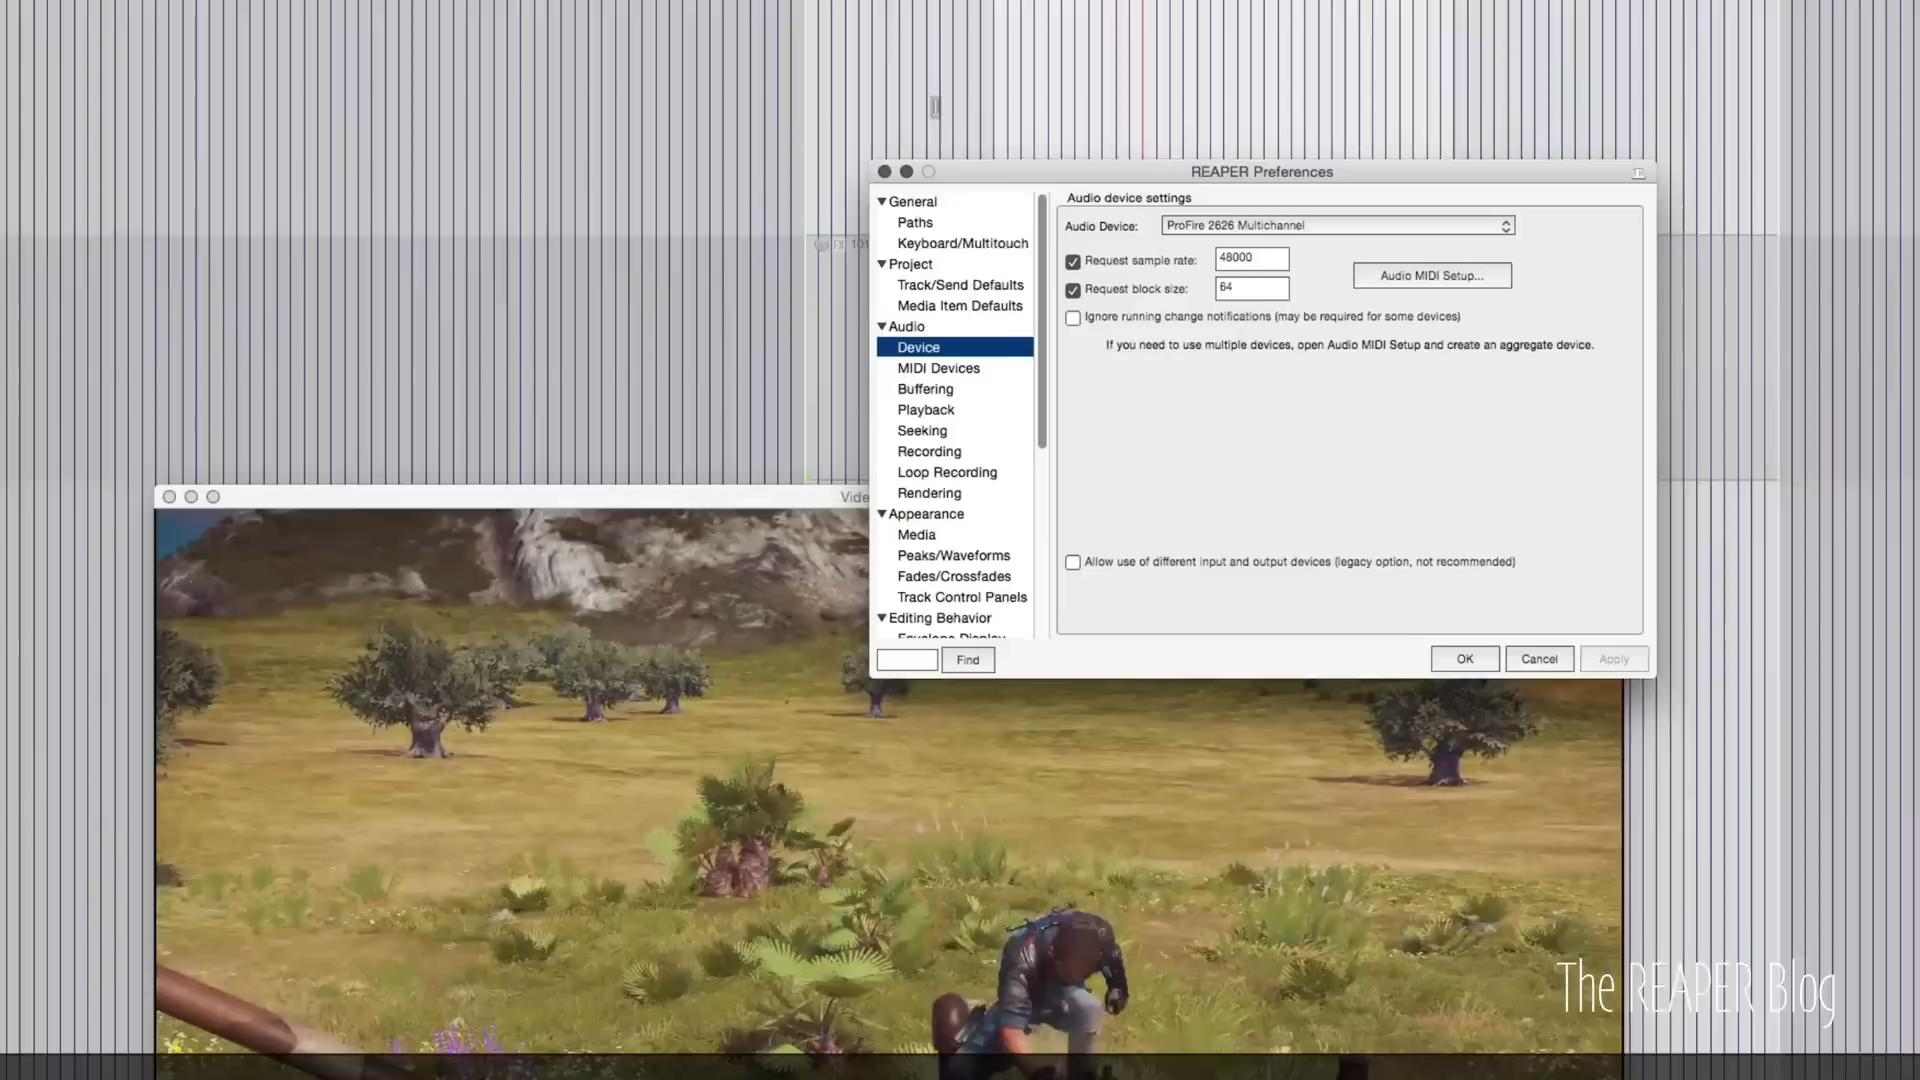 REAPER Preferences
General
Paths
Keyboard/Multitouch
Project
Track/Send Defaults
Media Item Defaults
Audio
Device
MIDI Devices
Buffering
Playback
Seeking
Recording
Loop Recording
Rendering
Appearance
Media
Peaks/Waveforms
Fades/Crossfades
Track Control Panels
Editing Behavior
Envelope Display
Find
Audio device settings
Audio Device: ProFire 2626 Multichannel
Request sample rate: 48000
Request block size: 64
Audio MIDI Setup...
Ignore running change notifications (may be required for some devices)
If you need to use multiple devices, open Audio MIDI Setup and create an aggregate device.
Allow use of different input and output devices (legacy option, not recommended)
OK Cancel Apply
Vide
The REAPER Blog